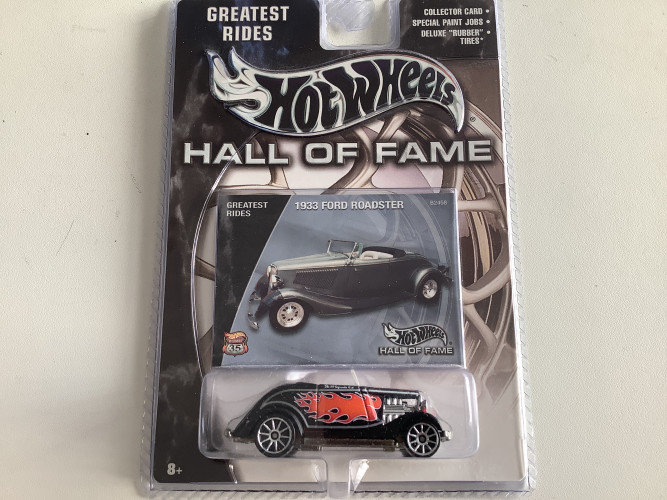 GREATEST
RIDES
COLLECTOR CARD •
SPECIAL PAINT JOBS •
DELUXE "RUBBER" •
TIRES*
HOT WHEELS
®
HALL OF FAME
GREATEST
RIDES
1933 FORD ROADSTER
B2458
35
HOT WHEELS
HALL OF FAME
8+